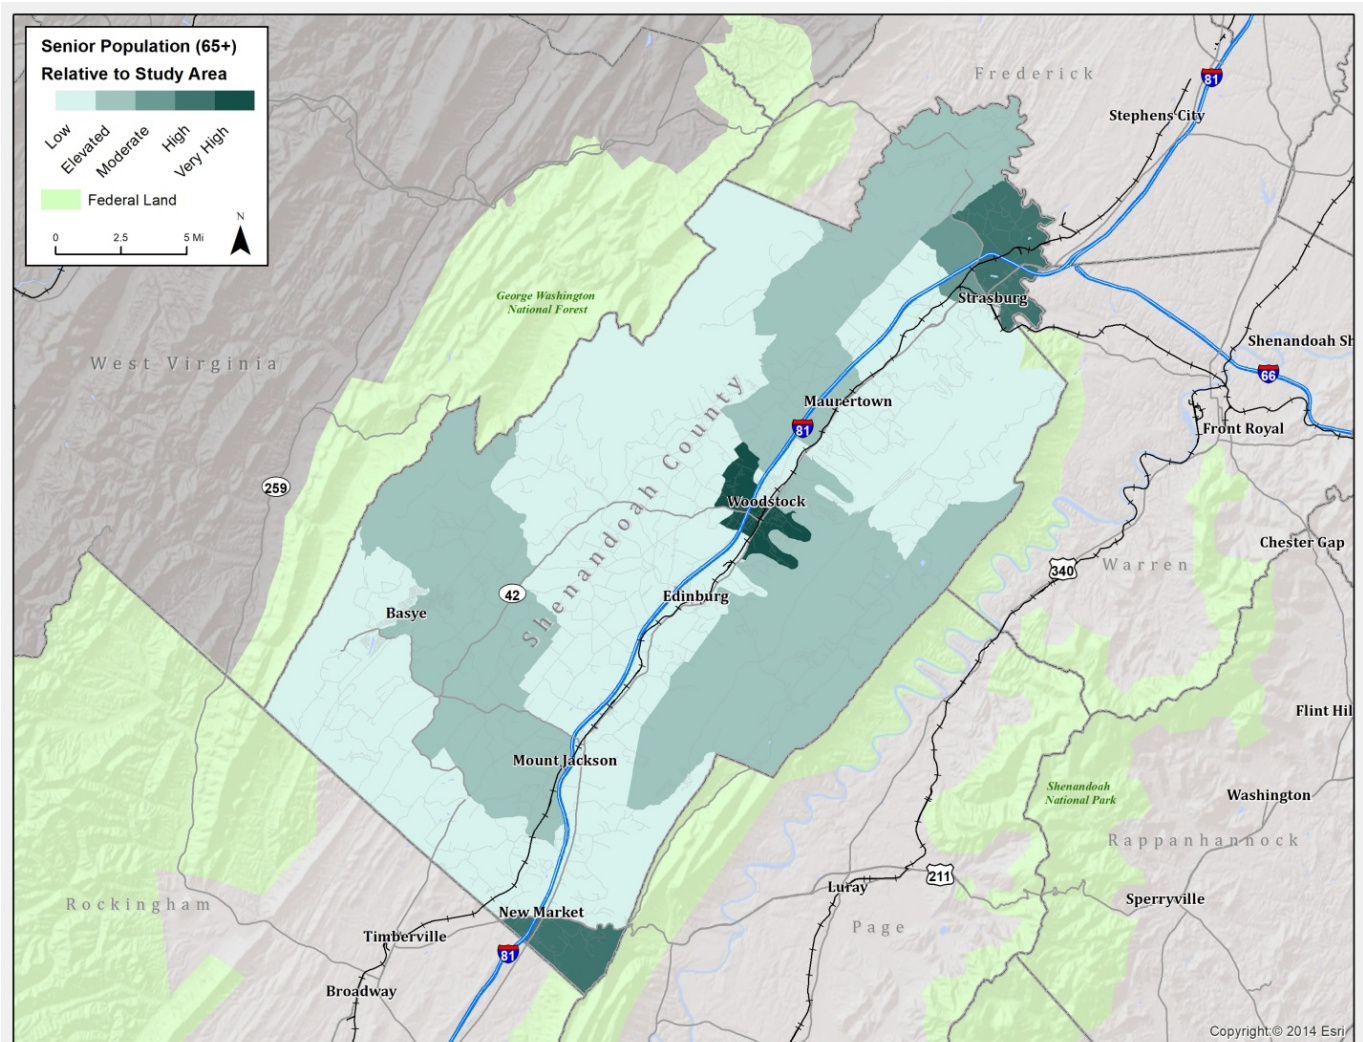 Senior Population (65+)
Relative to Study Area
Low
Elevated
Moderate
High
Very High
Federal Land
N
0
2.5
5 Mi
Frederick
81
Stephens City
George Washington
National Forest
Strasburg
West Virginia
Shenandoah Sh
66
Maurertown
81
Front Royal
Shenandoah County
259
Woodstock
Chester Gap
340
Warren
42
Edinburg
Basye
Flint Hil
Mount Jackson
Shenandoah
National Park
Washington
Rappahannock
211
Luray
Sperryville
Rockingham
New Market
Page
Timberville
81
Broadway
Copyright:© 2014 Esri